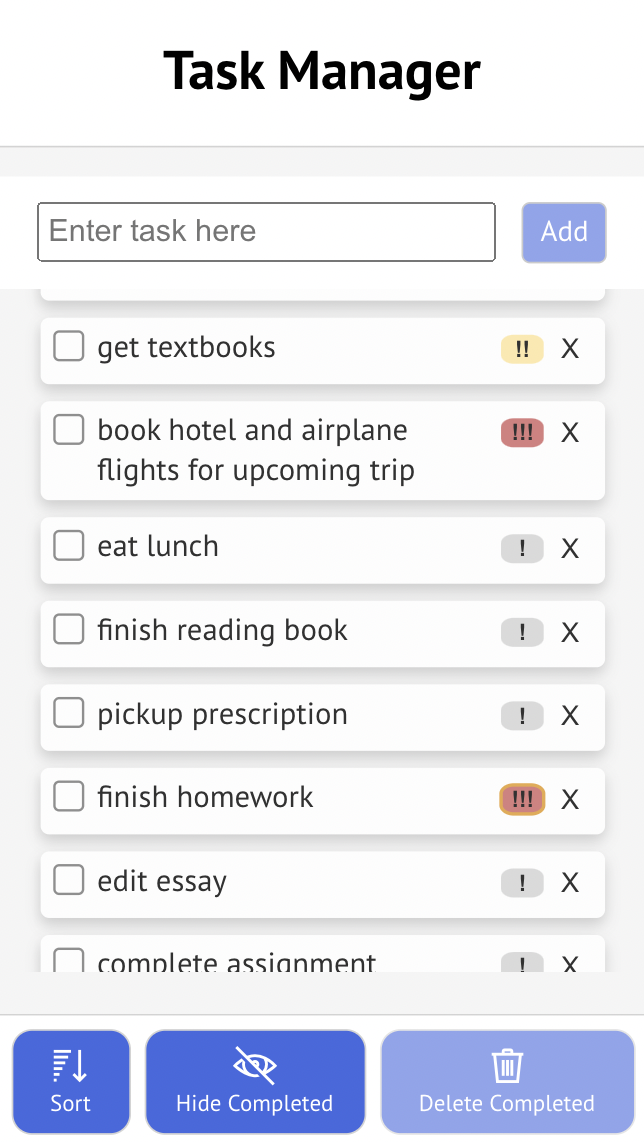 Task Manager
Enter task here
Add
get textbooks !! X
book hotel and airplane !!! X
flights for upcoming trip
eat lunch ! X
finish reading book ! X
pickup prescription ! X
finish homework !!! X
edit essay ! X
complete assignment ! X
Sort
Hide Completed
Delete Completed